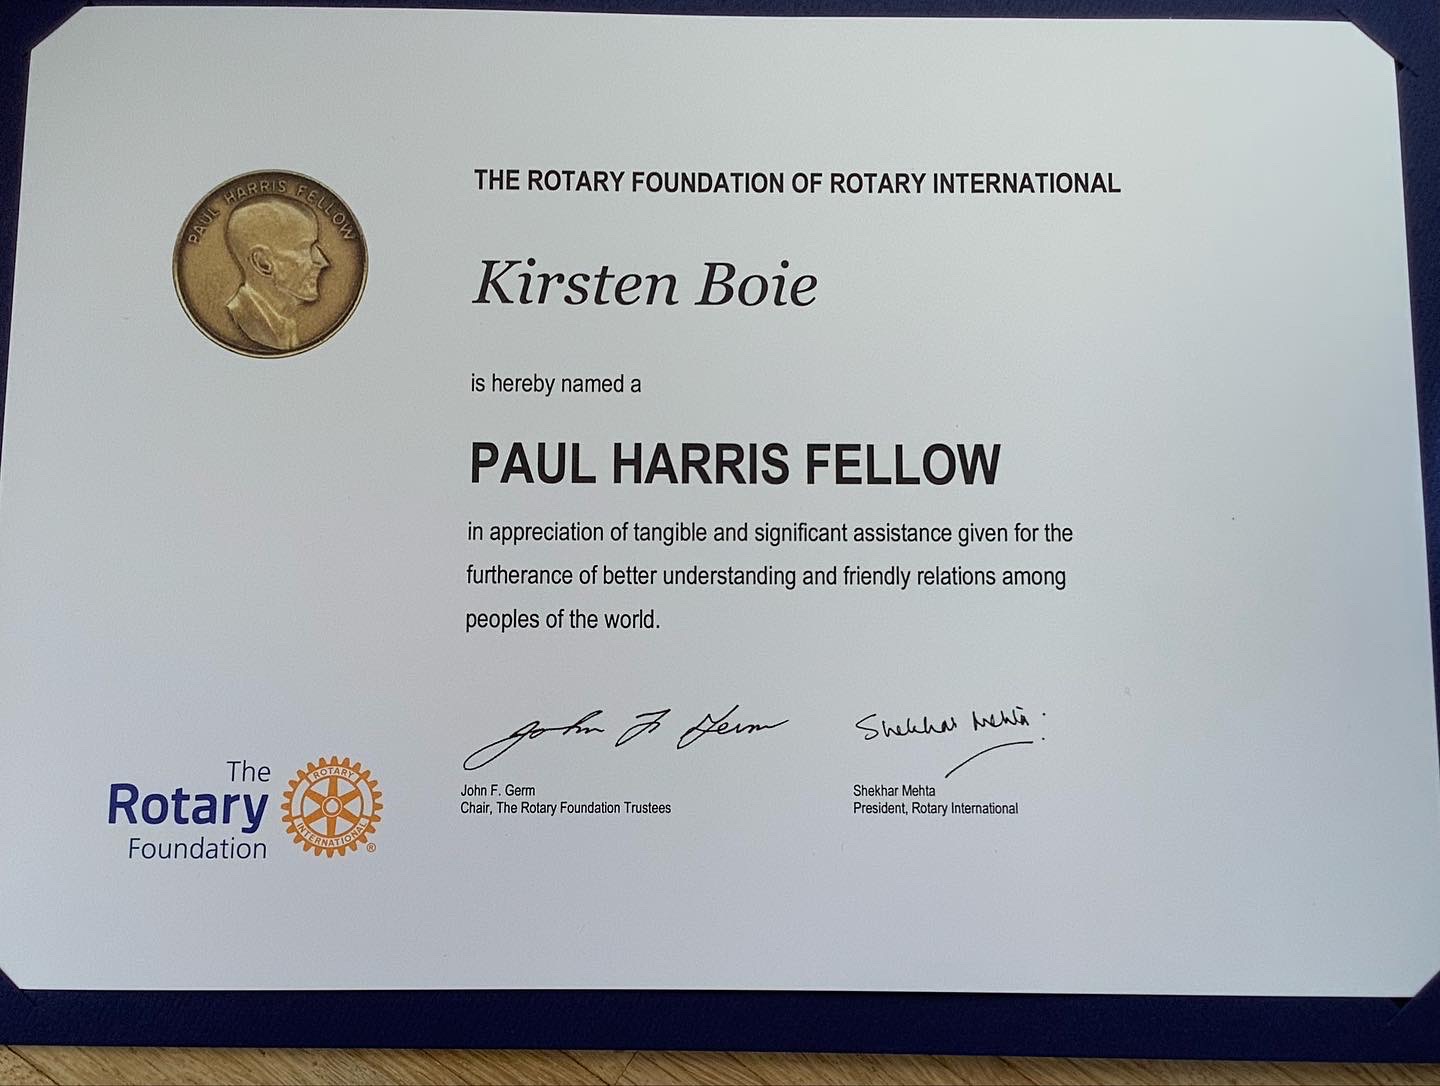 PAUL HARRIS FELLOW
THE ROTARY FOUNDATION OF ROTARY INTERNATIONAL
Kirsten Boie
is hereby named a
PAUL HARRIS FELLOW
in appreciation of tangible and significant assistance given for the
furtherance of better understanding and friendly relations among
peoples of the world.
John F Germ
Shekhar Mehta
John F. Germ
Chair, The Rotary Foundation Trustees
Shekhar Mehta
President, Rotary International
The
Rotary
Foundation
ROTARY
INTERNATIONAL
®